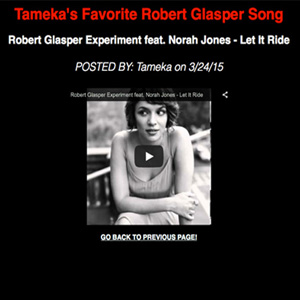 Tameka's Favorite Robert Glasper Song
Robert Glasper Experiment feat. Norah Jones - Let It Ride
POSTED BY: Tameka on 3/24/15
Robert Glasper Experiment feat. Norah Jones - Let It Ride
GO BACK TO PREVIOUS PAGE!